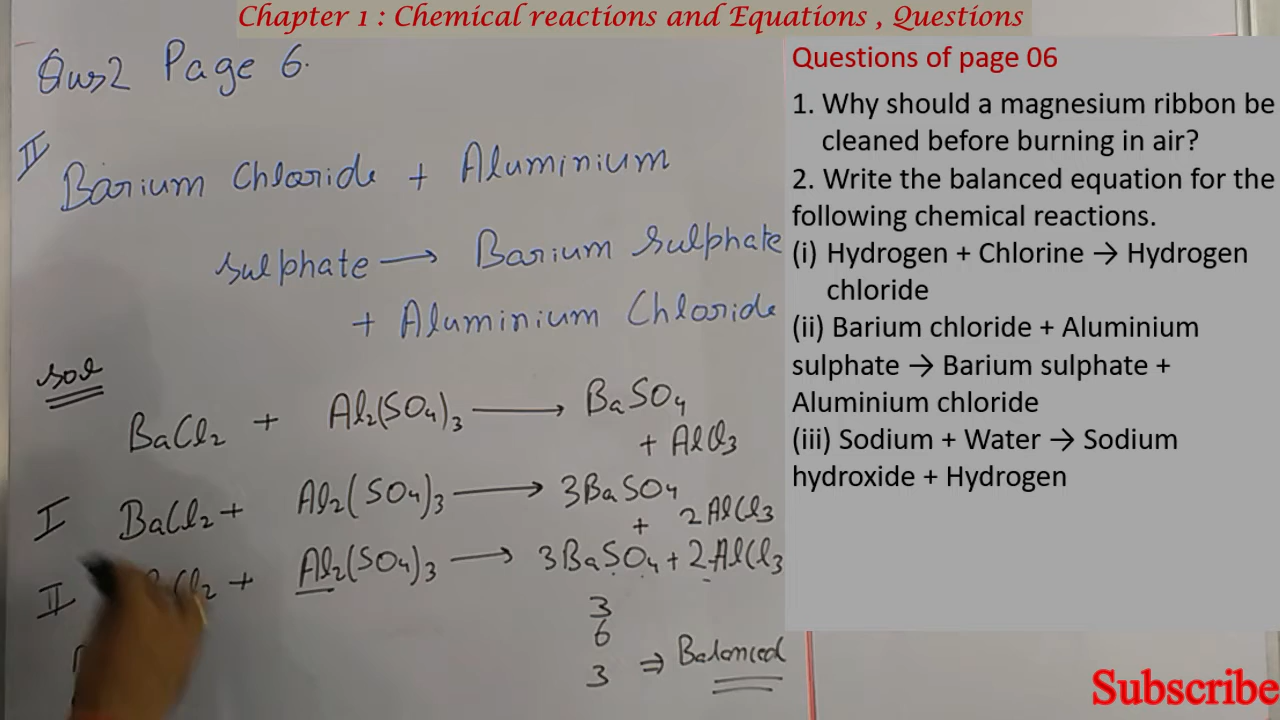 Chapter 1 : Chemical reactions and Equations , Questions
Ques2 Page 6.
II Barium Chloride + Aluminium
sulphate → Barium sulphate
+ Aluminium Chloride
Sol
BaCl₂ + Al₂(SO₄)₃ → BaSO₄
+ AlCl₃
I BaCl₂ + Al₂(SO₄)₃ → 3BaSO₄
+ 2AlCl₃
II Cl₂ + Al₂(SO₄)₃ → 3BaSO₄ + 2AlCl₃
3
6
3 ⇒ Balanced
Questions of page 06
1. Why should a magnesium ribbon be
cleaned before burning in air?
2. Write the balanced equation for the
following chemical reactions.
(i) Hydrogen + Chlorine → Hydrogen
chloride
(ii) Barium chloride + Aluminium
sulphate → Barium sulphate +
Aluminium chloride
(iii) Sodium + Water → Sodium
hydroxide + Hydrogen
Subscribe